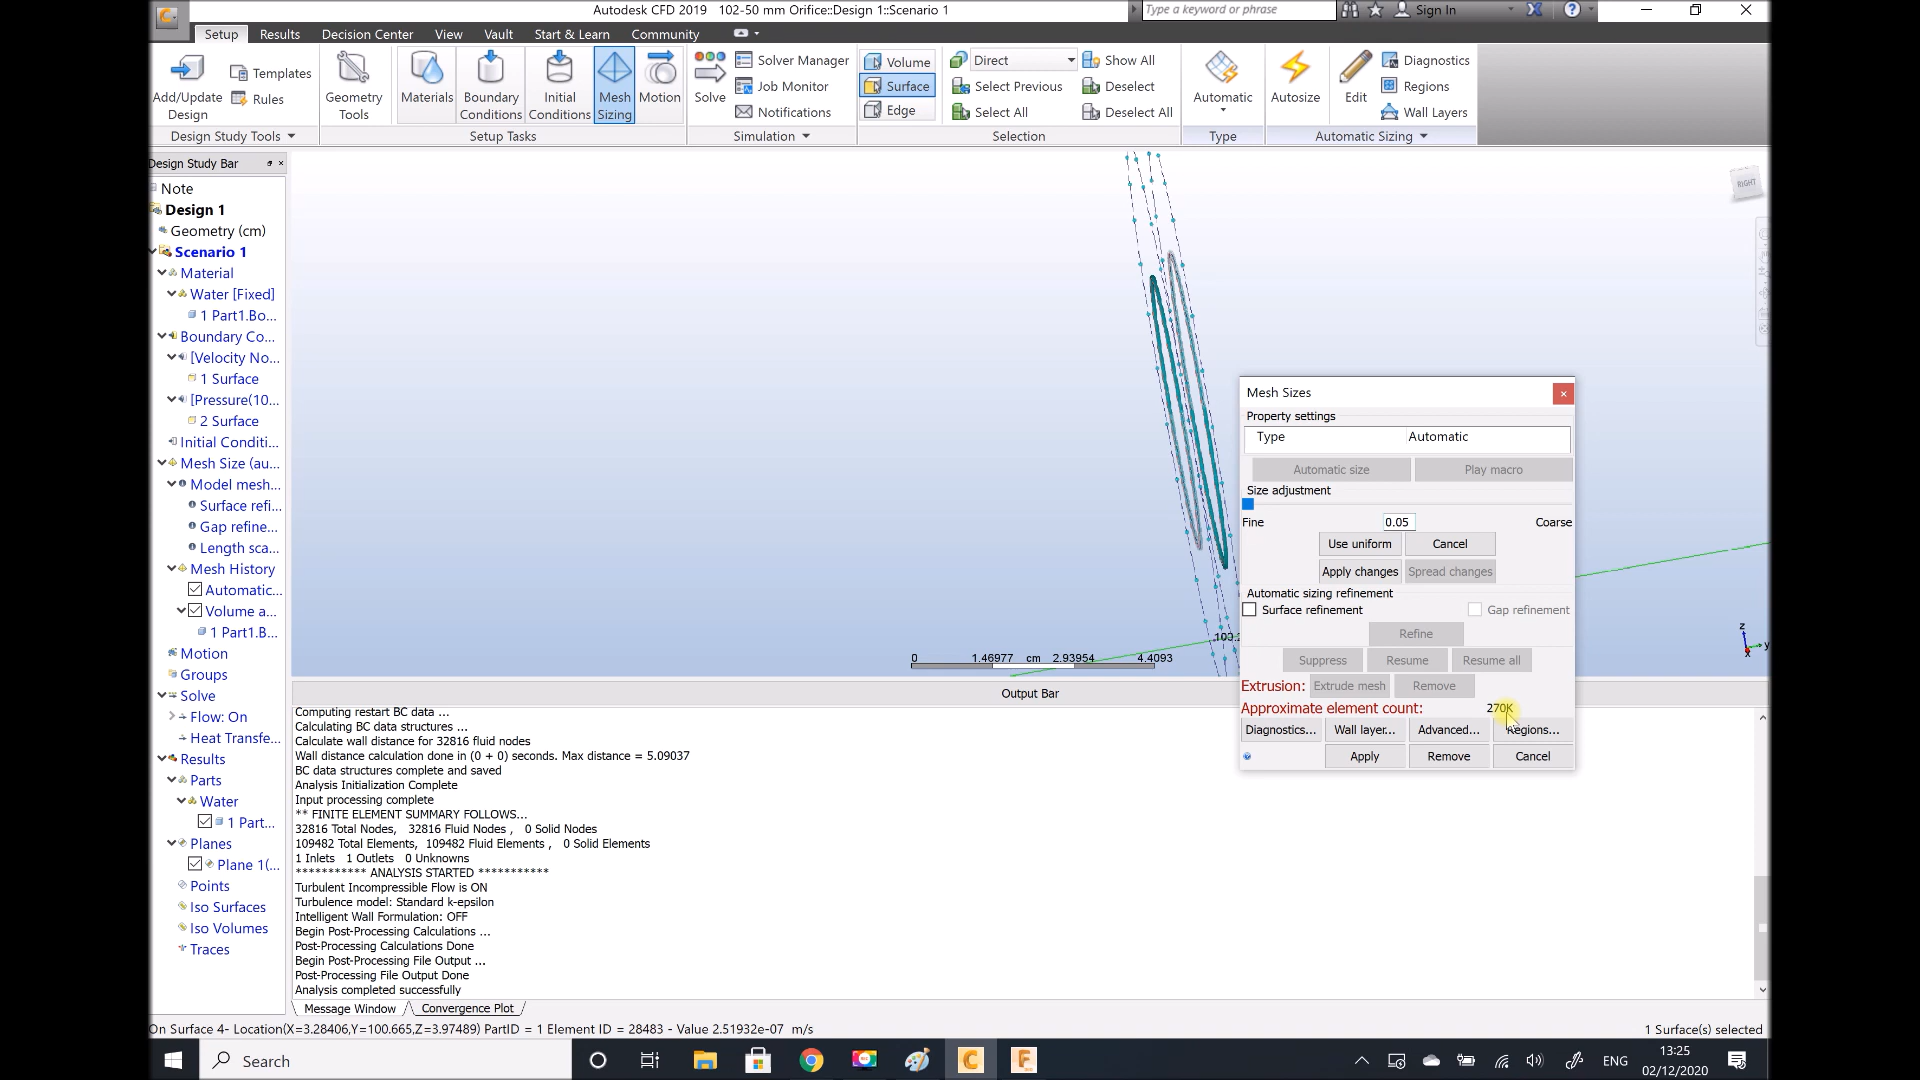 Autodesk CFD 2019   102-50 mm Orifice::Design 1::Scenario 1
Type a keyword or phrase
Sign In
Setup Results Decision Center View Vault Start & Learn Community
Add/Update Design
Templates
Rules
Design Study Tools
Geometry Tools
Materials
Boundary Conditions
Initial Conditions
Mesh Sizing
Motion
Setup Tasks
Solve
Solver Manager
Job Monitor
Notifications
Simulation
Volume
Surface
Edge
Direct
Select Previous
Select All
Show All
Deselect
Deselect All
Selection
Automatic
Type
Autosize
Edit
Diagnostics
Regions
Wall Layers
Automatic Sizing
Design Study Bar
Note
Design 1
Geometry (cm)
Scenario 1
Material
Water [Fixed]
1 Part1.Bo...
Boundary Co...
[Velocity No...
1 Surface
[Pressure(10...
2 Surface
Initial Conditi...
Mesh Size (au...
Model mesh...
Surface refi...
Gap refine...
Length sca...
Mesh History
Automatic...
Volume a...
1 Part1.B...
Motion
Groups
Solve
Flow: On
Heat Transfe...
Results
Parts
Water
1 Part...
Planes
Plane 1(...
Points
Iso Surfaces
Iso Volumes
Traces
RIGHT
0 1.46977 cm 2.93954 4.4093
Z
Y
X
Mesh Sizes
Property settings
Type Automatic
Automatic size Play macro
Size adjustment
Fine 0.05 Coarse
Use uniform Cancel
Apply changes Spread changes
Automatic sizing refinement
Surface refinement Gap refinement
Refine
Suppress Resume Resume all
Extrusion: Extrude mesh Remove
Approximate element count: 270K
Diagnostics... Wall layer... Advanced... Regions...
Apply Remove Cancel
Output Bar
Computing restart BC data ...
Calculating BC data structures ...
Calculate wall distance for 32816 fluid nodes
Wall distance calculation done in (0 + 0) seconds. Max distance = 5.09037
BC data structures complete and saved
Analysis Initialization Complete
Input processing complete
** FINITE ELEMENT SUMMARY FOLLOWS...
32816 Total Nodes,   32816 Fluid Nodes ,   0 Solid Nodes
109482 Total Elements,  109482 Fluid Elements ,   0 Solid Elements
1 Inlets   1 Outlets   0 Unknowns
*********** ANALYSIS STARTED ***********
Turbulent Incompressible Flow is ON
Turbulence model: Standard k-epsilon
Intelligent Wall Formulation: OFF
Begin Post-Processing Calculations ...
Post-Processing Calculations Done
Begin Post-Processing File Output ...
Post-Processing File Output Done
Analysis completed successfully
Message Window Convergence Plot
On Surface 4- Location(X=3.28406,Y=100.665,Z=3.97489) PartID = 1 Element ID = 28483 - Value 2.51932e-07  m/s
1 Surface(s) selected
Search
ENG
13:25
02/12/2020